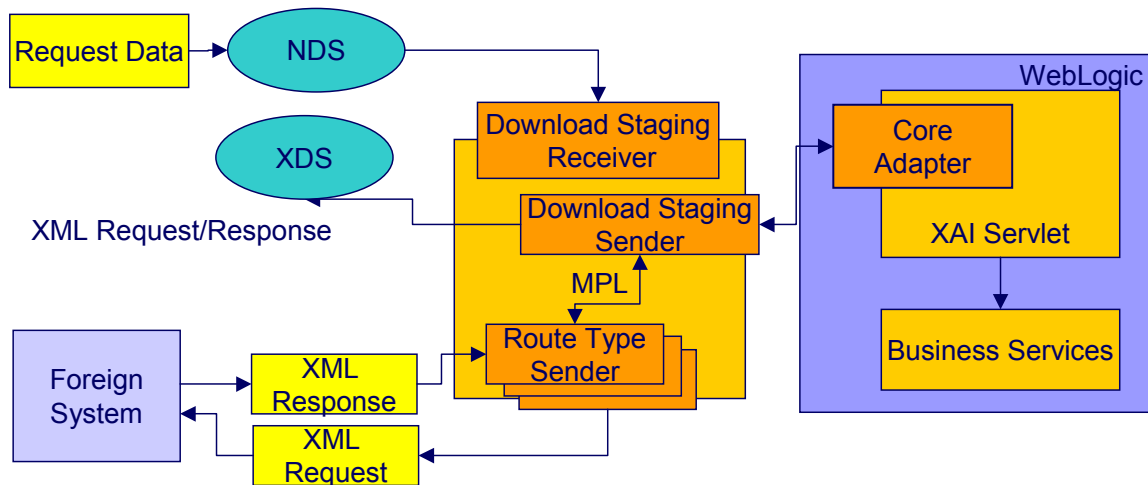 Request Data
NDS
WebLogic
Download Staging
Receiver
Core
Adapter
XDS
Download Staging
Sender
XML Request/Response
XAI Servlet
MPL
Route Type
Sender
Business Services
Foreign
System
XML
Response
XML
Request